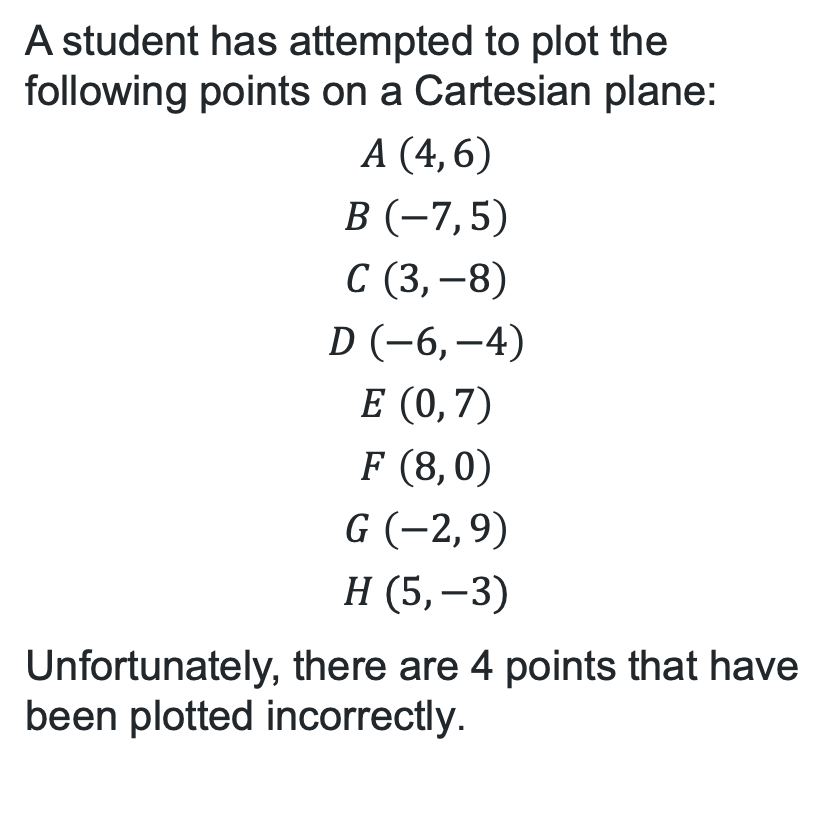 A student has attempted to plot the
following points on a Cartesian plane:
A (4, 6)
B (−7, 5)
C (3, −8)
D (−6, −4)
E (0, 7)
F (8, 0)
G (−2, 9)
H (5, −3)
Unfortunately, there are 4 points that have
been plotted incorrectly.